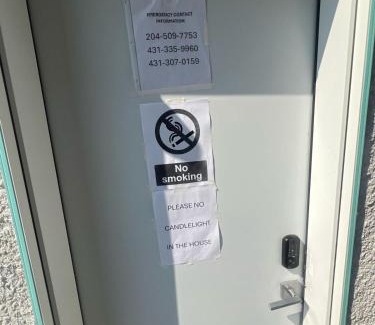 EMERGENCY CONTACT
INFORMATION:
204-509-7753
431-335-9960
431-307-0159
No
smoking
PLEASE NO
CANDLELIGHT
IN THE HOUSE